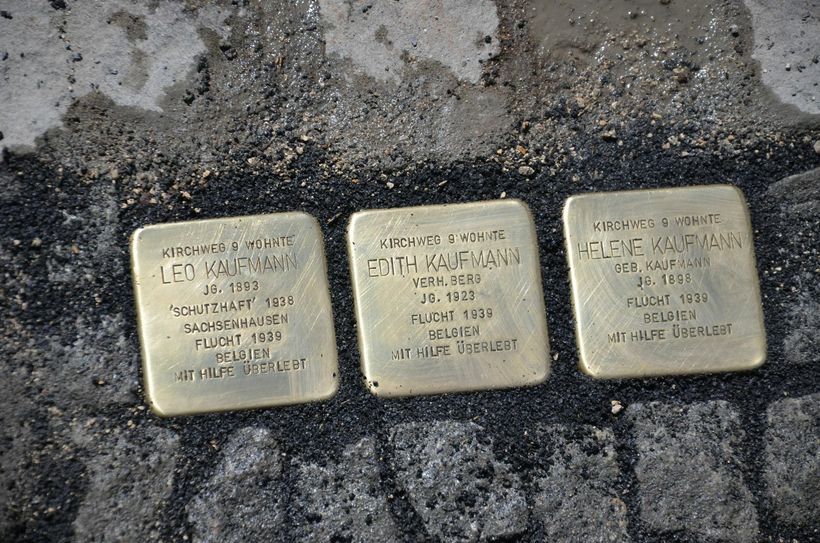 KIRCHWEG 9 WOHNTE
LEO KAUFMANN
JG. 1893
'SCHUTZHAFT' 1938
SACHSENHAUSEN
FLUCHT 1939
BELGIEN
MIT HILFE ÜBERLEBT
KIRCHWEG 9 WOHNTE
EDITH KAUFMANN
VERH. BERG
JG. 1923
FLUCHT 1939
BELGIEN
MIT HILFE ÜBERLEBT
KIRCHWEG 9 WOHNTE
HELENE KAUFMANN
GEB. KAUFMANN
JG. 1898
FLUCHT 1939
BELGIEN
MIT HILFE ÜBERLEBT